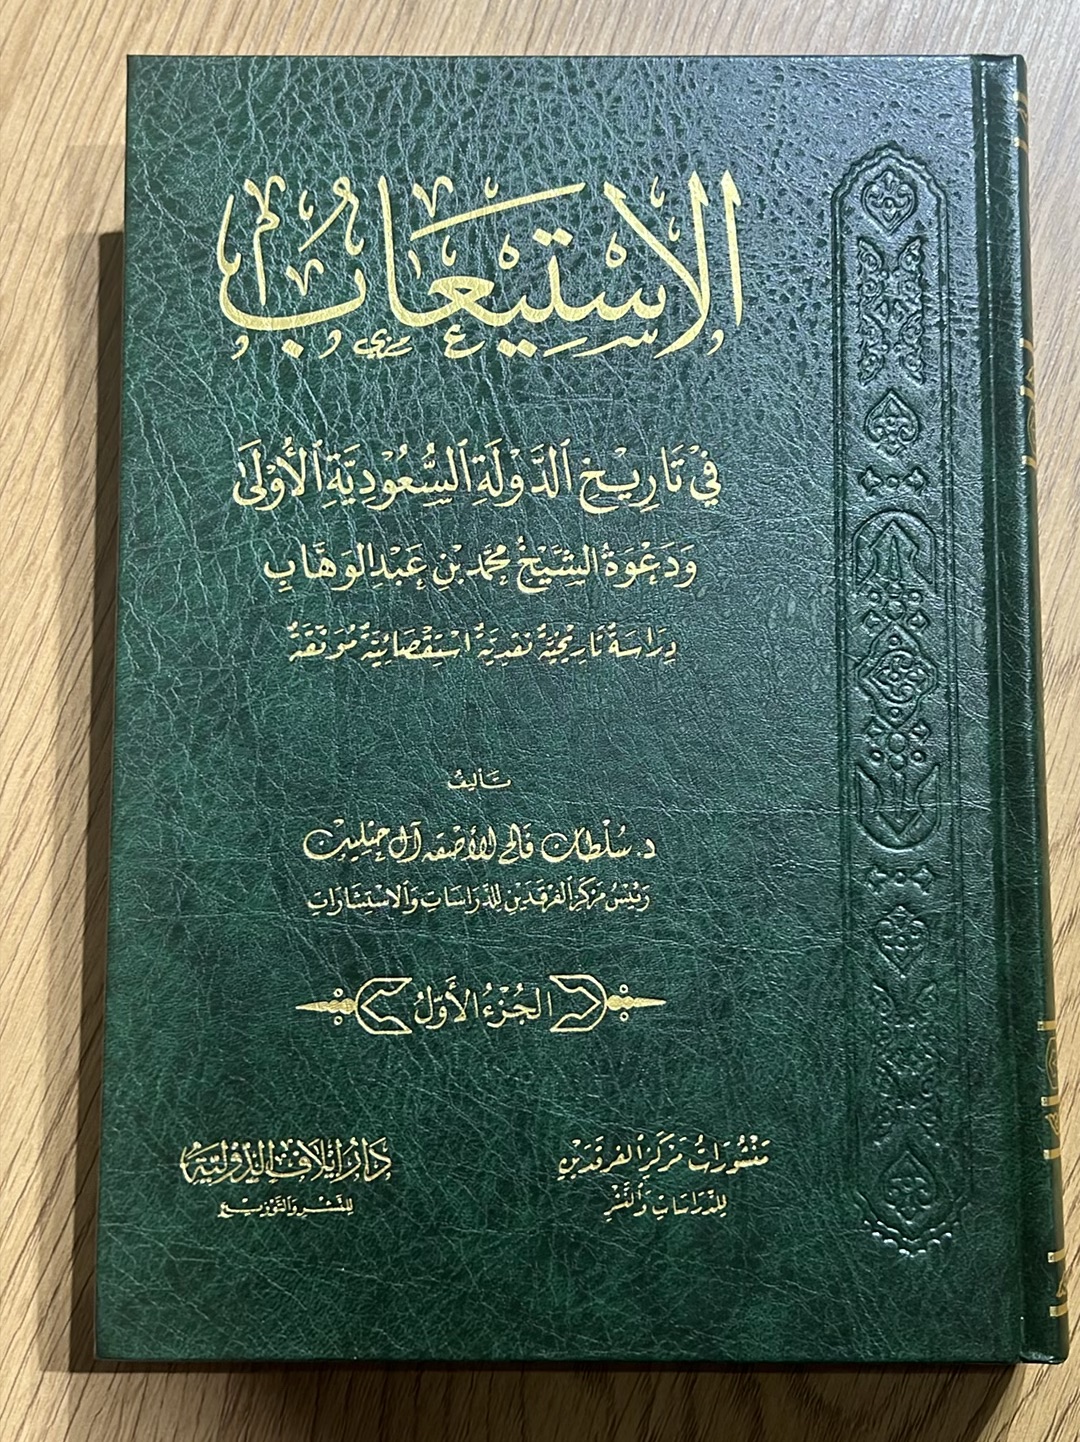 الاستيعاب
في تاريخ الدولة السعودية الأولى
ودعوة الشيخ محمد بن عبد الوهاب
دراسة تاريخية نقدية استقصائية موثقة
تأليف
د. سلطان فالح الأصقه آل حثلين
رئيس مركز الفرقدين للدراسات والاستشارات
الجزء الأول
منشورات مركز الفرقدين
للدراسات والنشر
دار إيلاف الدولية
للنشر والتوزيع